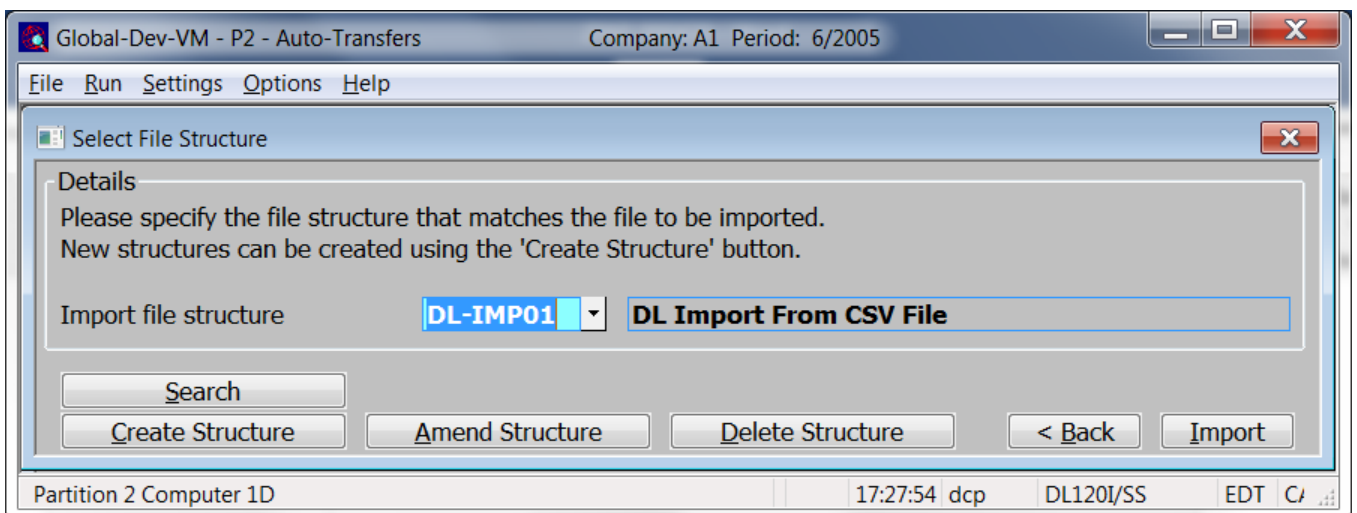 Global-Dev-VM - P2 - Auto-Transfers Company: A1 Period: 6/2005
File Run Settings Options Help
Select File Structure
Details
Please specify the file structure that matches the file to be imported.
New structures can be created using the 'Create Structure' button.
Import file structure DL-IMP01 DL Import From CSV File
Search
Create Structure Amend Structure Delete Structure < Back Import
Partition 2 Computer 1D 17:27:54 dcp DL120I/SS EDT